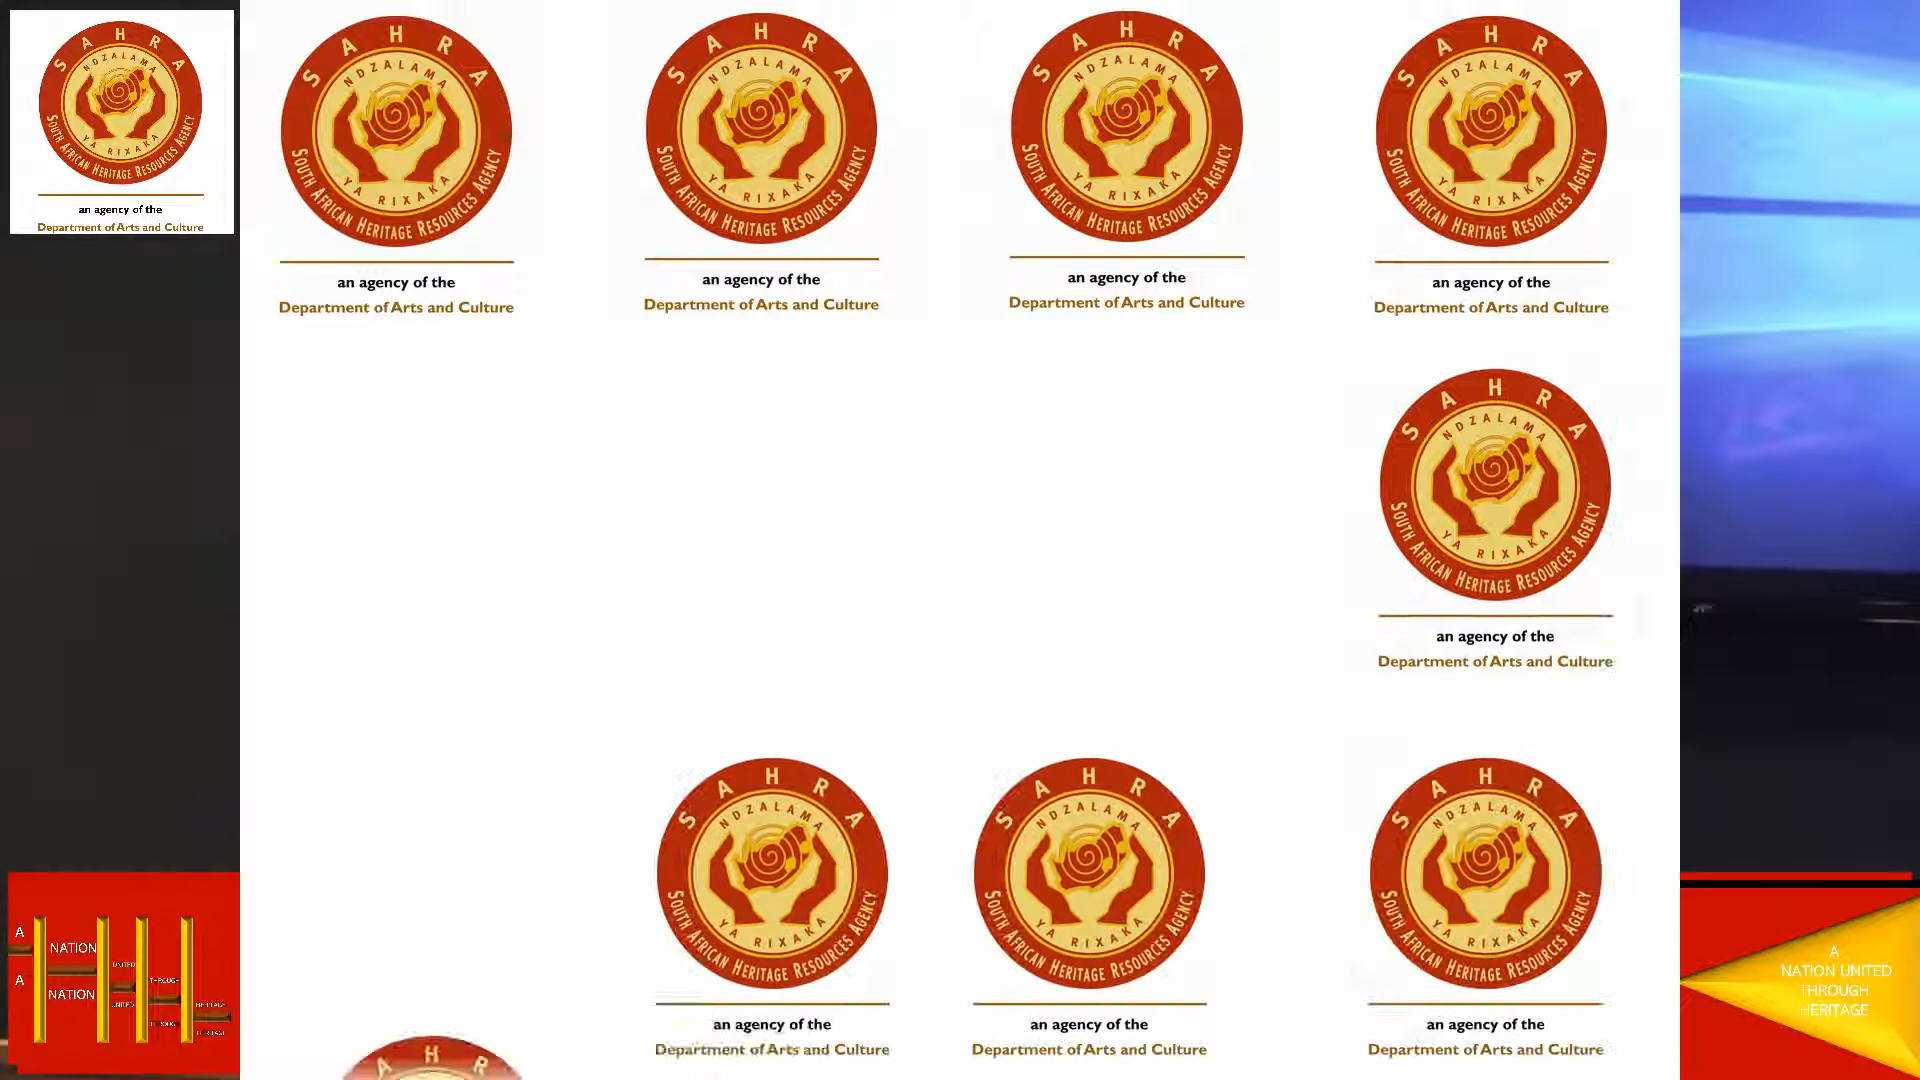 S A H R A
NDZALAMA
YA RIXAKA
SOUTH AFRICAN HERITAGE RESOURCES AGENCY
an agency of the
Department of Arts and Culture
S A H R A
NDZALAMA
YA RIXAKA
SOUTH AFRICAN HERITAGE RESOURCES AGENCY
an agency of the
Department of Arts and Culture
S A H R A
NDZALAMA
YA RIXAKA
SOUTH AFRICAN HERITAGE RESOURCES AGENCY
an agency of the
Department of Arts and Culture
S A H R A
NDZALAMA
YA RIXAKA
SOUTH AFRICAN HERITAGE RESOURCES AGENCY
an agency of the
Department of Arts and Culture
S A H R A
NDZALAMA
YA RIXAKA
SOUTH AFRICAN HERITAGE RESOURCES AGENCY
an agency of the
Department of Arts and Culture
S A H R A
NDZALAMA
YA RIXAKA
SOUTH AFRICAN HERITAGE RESOURCES AGENCY
an agency of the
Department of Arts and Culture
S A H R A
NDZALAMA
YA RIXAKA
SOUTH AFRICAN HERITAGE RESOURCES AGENCY
an agency of the
Department of Arts and Culture
S A H R A
NDZALAMA
YA RIXAKA
SOUTH AFRICAN HERITAGE RESOURCES AGENCY
an agency of the
Department of Arts and Culture
S A H R A
NDZALAMA
YA RIXAKA
SOUTH AFRICAN HERITAGE RESOURCES AGENCY
an agency of the
Department of Arts and Culture
A H R
A NATION UNITED THROUGH HERITAGE
A NATION UNITED THROUGH HERITAGE
A
NATION UNITED
THROUGH
HERITAGE